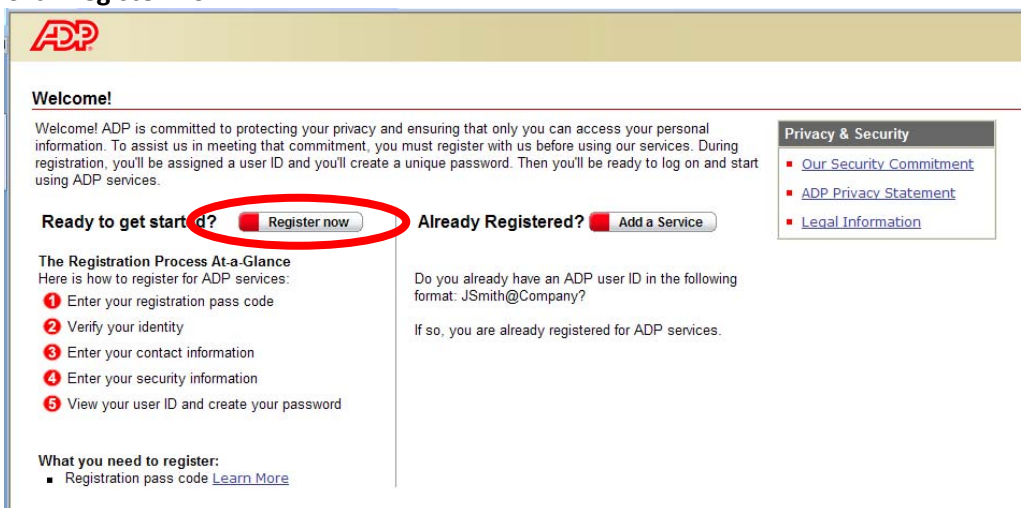 ADP
Welcome!
Welcome! ADP is committed to protecting your privacy and ensuring that only you can access your personal
information. To assist us in meeting that commitment, you must register with us before using our services. During
registration, you'll be assigned a user ID and you'll create a unique password. Then you'll be ready to log on and start
using ADP services.
Ready to get started? Register now
The Registration Process At-a-Glance
Here is how to register for ADP services:
1 Enter your registration pass code
2 Verify your identity
3 Enter your contact information
4 Enter your security information
5 View your user ID and create your password
What you need to register:
Registration pass code Learn More
Already Registered? Add a Service
Do you already have an ADP user ID in the following
format: JSmith@Company?
If so, you are already registered for ADP services.
Privacy & Security
Our Security Commitment
ADP Privacy Statement
Legal Information